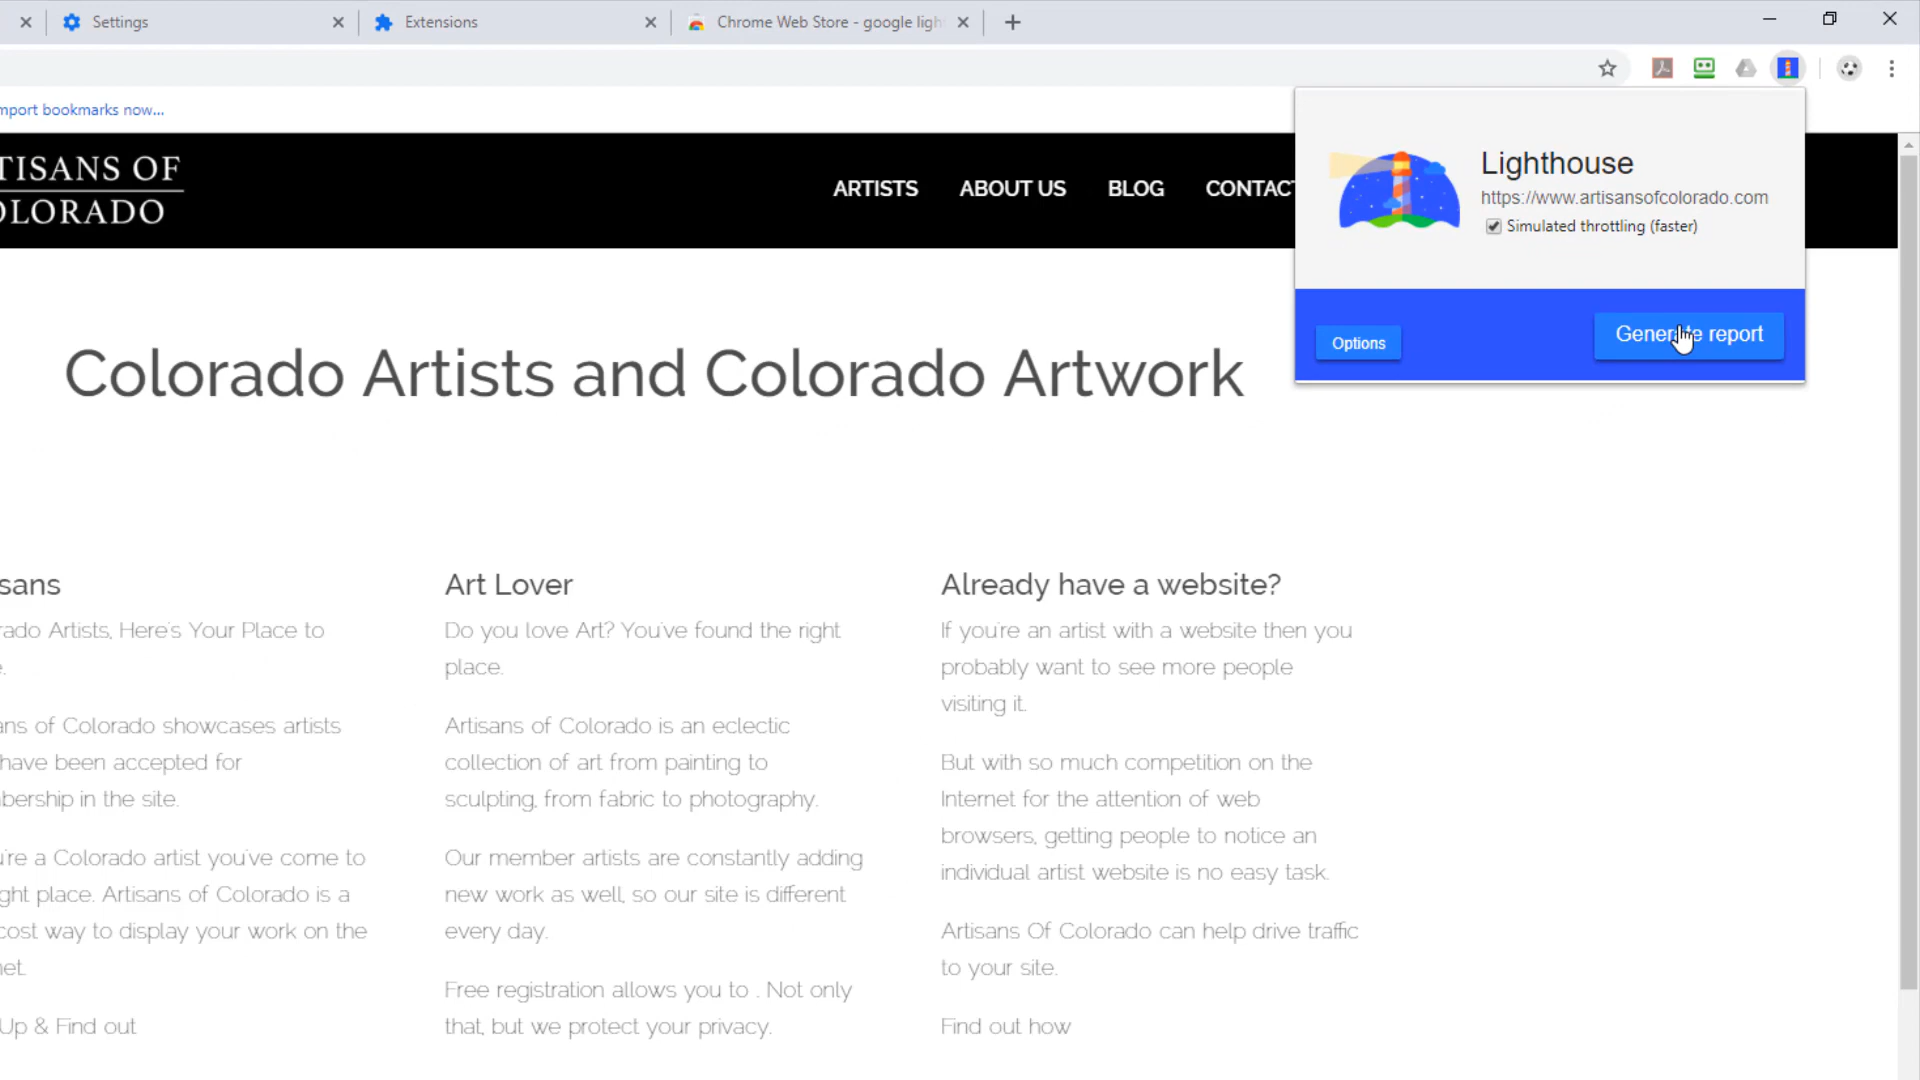 Settings
Extensions
Chrome Web Store - google ligh
mport bookmarks now...
TISANS OF
OLORADO
ARTISTS
ABOUT US
BLOG
CONTACT
Lighthouse
https://www.artisansofcolorado.com
Simulated throttling (faster)
Options
Generate report
Colorado Artists and Colorado Artwork
sans
rado Artists, Here's Your Place to
e.
ans of Colorado showcases artists
have been accepted for
bership in the site.
u're a Colorado artist you've come to
ght place. Artisans of Colorado is a
cost way to display your work on the
net.
Up & Find out
Art Lover
Do you love Art? You've found the right
place.
Artisans of Colorado is an eclectic
collection of art from painting to
sculpting, from fabric to photography.
Our member artists are constantly adding
new work as well, so our site is different
every day.
Free registration allows you to . Not only
that, but we protect your privacy.
Already have a website?
If you're an artist with a website then you
probably want to see more people
visiting it.
But with so much competition on the
Internet for the attention of web
browsers, getting people to notice an
individual artist website is no easy task.
Artisans Of Colorado can help drive traffic
to your site.
Find out how